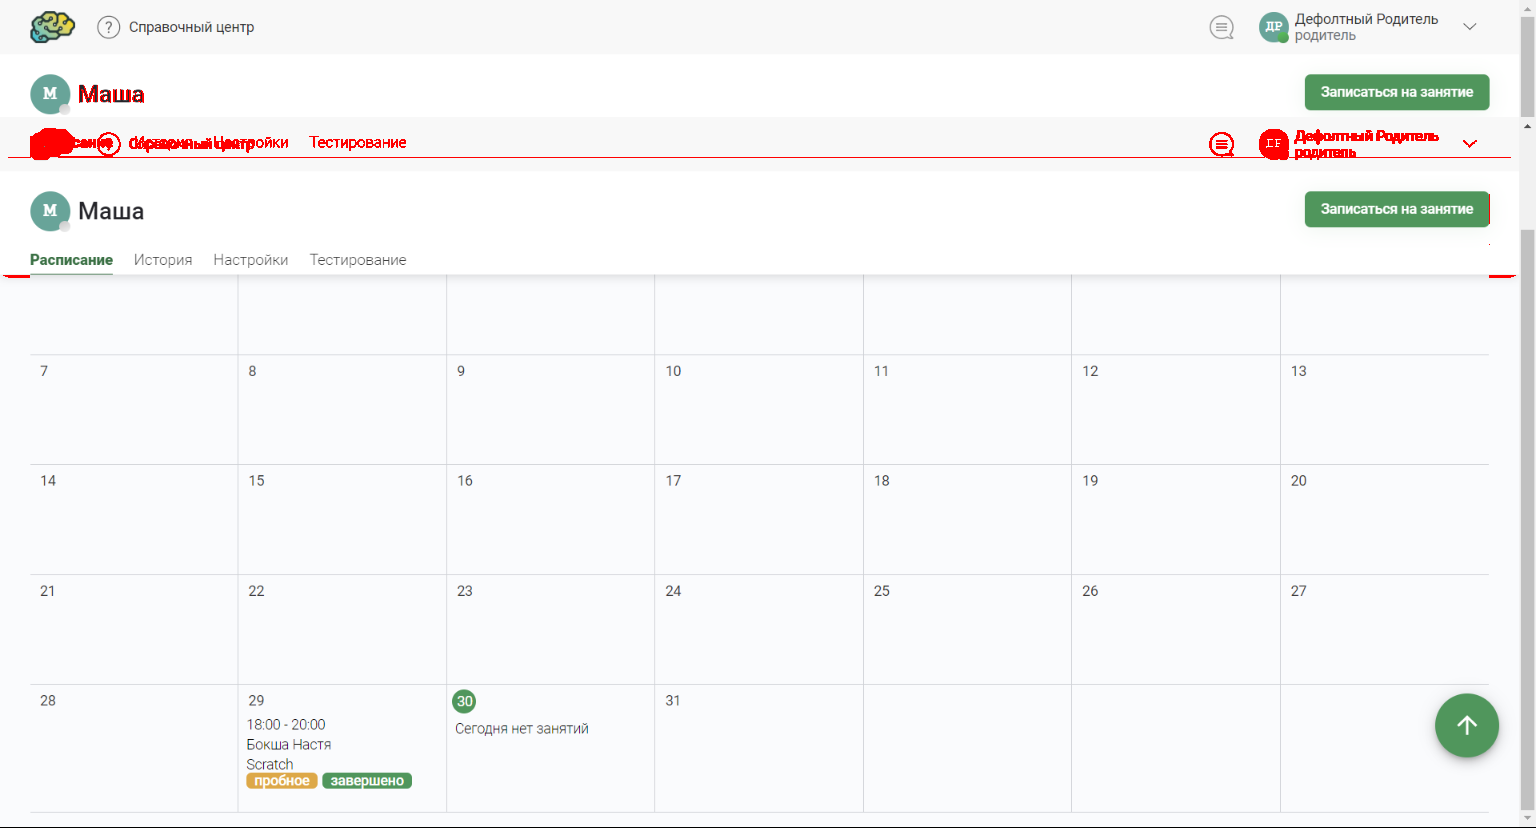 ? Справочный центр
ДР Дефолтный Родитель
родитель
М Маша
Записаться на занятие
История Настройки Тестирование
Справочный центр
Дефолтный Родитель
родитель
М Маша
Записаться на занятие
Расписание История Настройки Тестирование
7 8 9 10 11 12 13
14 15 16 17 18 19 20
21 22 23 24 25 26 27
28 29 30 31
18:00 - 20:00
Сегодня нет занятий
Бокша Настя
Scratch
пробное завершено